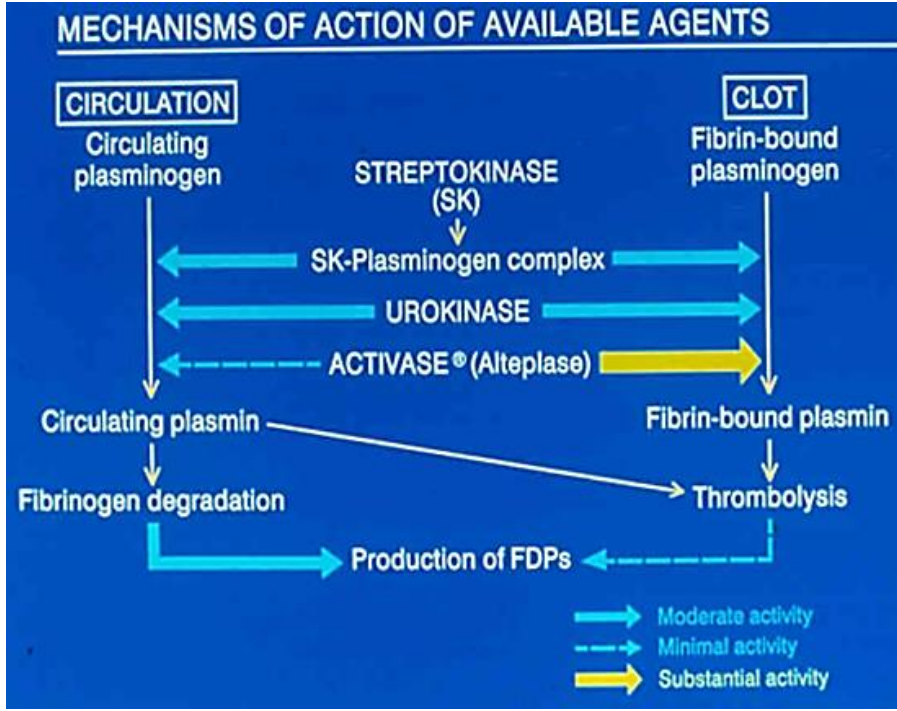 MECHANISMS OF ACTION OF AVAILABLE AGENTS
CIRCULATION
Circulating
plasminogen
CLOT
Fibrin-bound
plasminogen
STREPTOKINASE
(SK)
SK-Plasminogen complex
UROKINASE
ACTIVASE® (Alteplase)
Circulating plasmin
Fibrin-bound plasmin
Fibrinogen degradation
Thrombolysis
Production of FDPs
Moderate activity
Minimal activity
Substantial activity